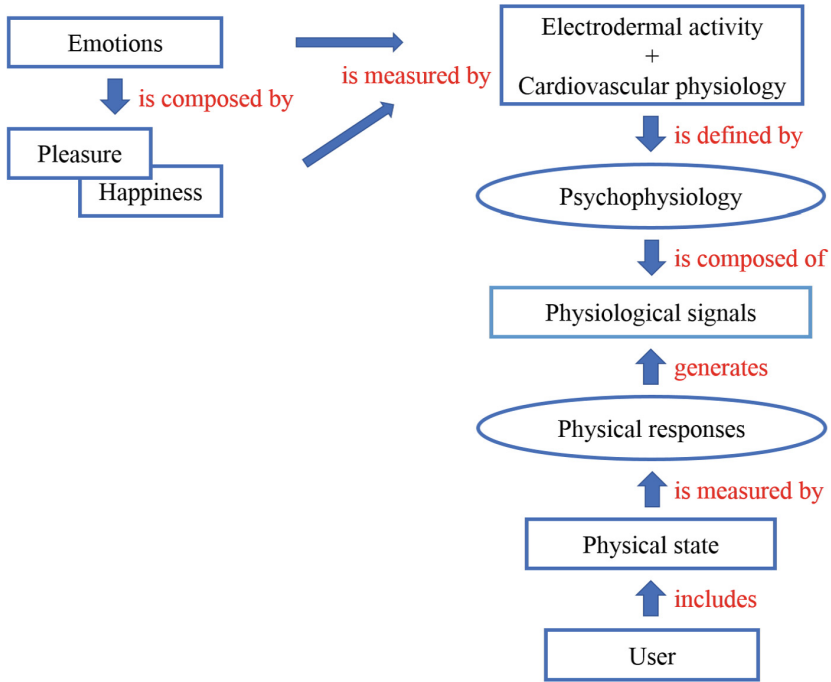 Emotions
is composed by
Pleasure
Happiness
is measured by
Electrodermal activity
+
Cardiovascular physiology
is defined by
Psychophysiology
is composed of
Physiological signals
generates
Physical responses
is measured by
Physical state
includes
User